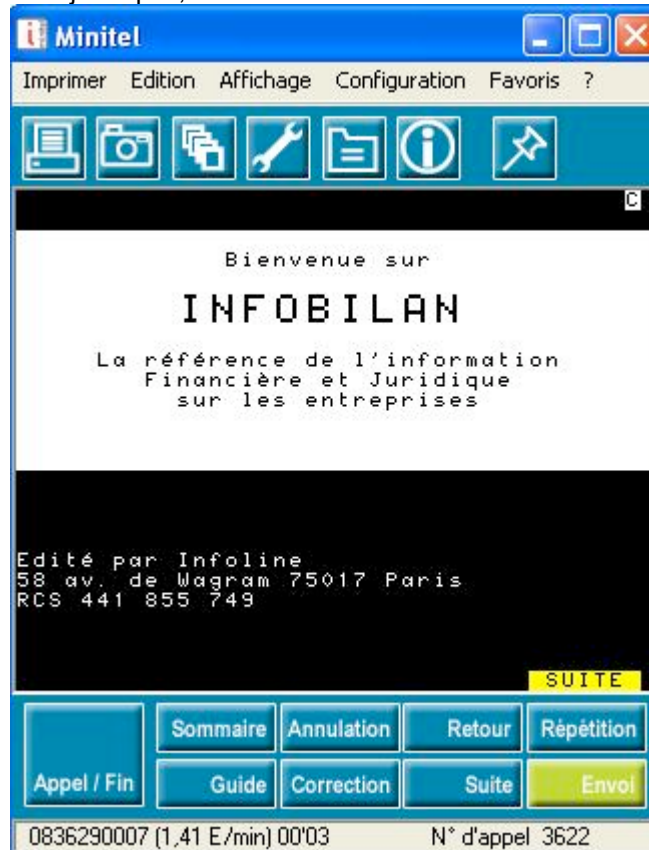 Minitel
Imprimer Edition Affichage Configuration Favoris ?
C
Bienvenue sur
INFOBILAN
La référence de l'information
Financière et Juridique
sur les entreprises
Edité par Infoline
58 av. de Wagram 75017 Paris
RCS 441 855 749
SUITE
Sommaire Annulation Retour Répétition
Appel / Fin Guide Correction Suite Envoi
0836290007 (1,41 E/min) 00'03 N° d'appel 3622